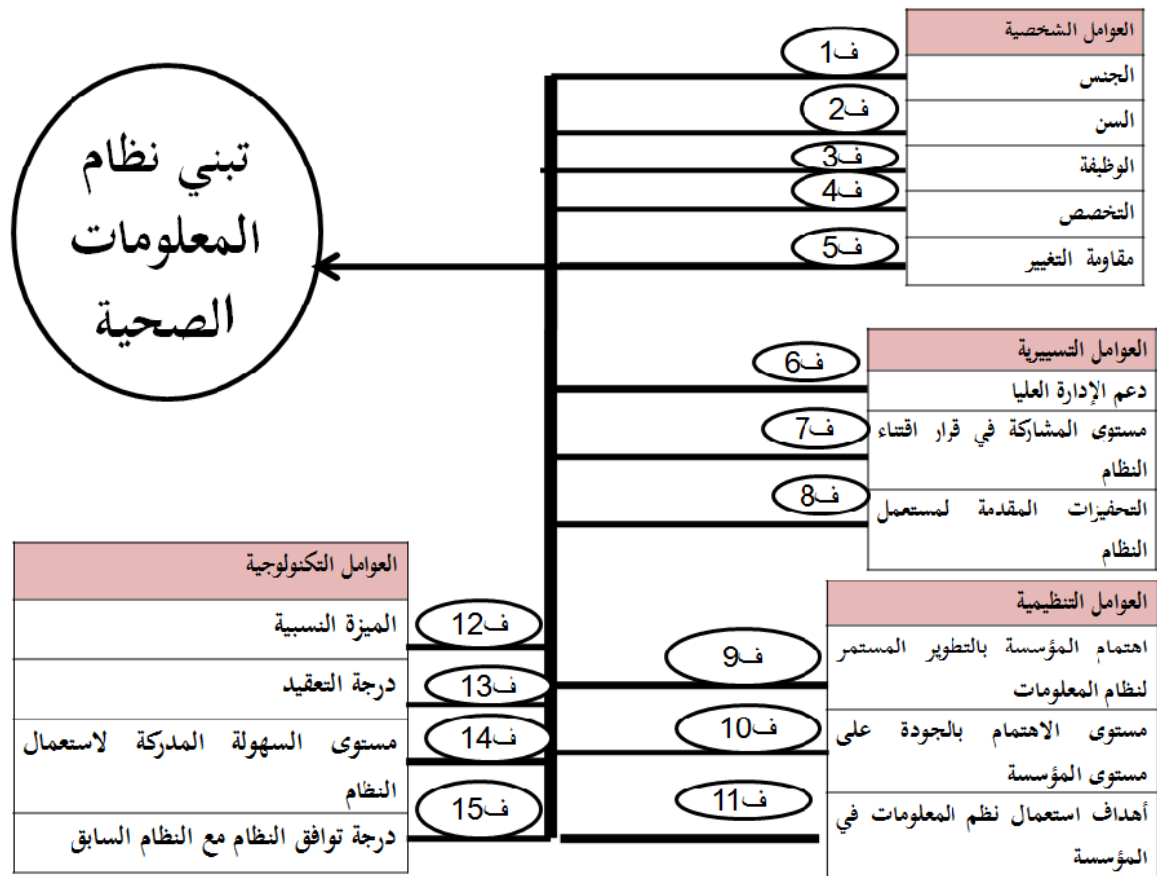 العوامل الشخصية
ف1
الجنس
ف2
السن
ف3
الوظيفة
ف4
التخصص
ف5
مقاومة التغيير
تبني نظام
المعلومات
الصحية
العوامل التسييرية
ف6
دعم الإدارة العليا
ف7
مستوى المشاركة في قرار اقتناء
النظام
ف8
التحفيزات المقدمة لمستعمل
النظام
العوامل التنظيمية
ف9
اهتمام المؤسسة بالتطوير المستمر
لنظام المعلومات
ف10
مستوى الاهتمام بالجودة على
مستوى المؤسسة
ف11
أهداف استعمال نظم المعلومات في
المؤسسة
العوامل التكنولوجية
ف12
الميزة النسبية
ف13
درجة التعقيد
ف14
مستوى السهولة المدركة لاستعمال
النظام
ف15
درجة توافق النظام مع النظام السابق